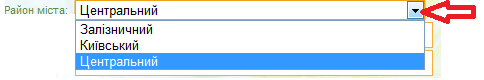 Район міста: Центральний
Залізничний
Київський
Центральний